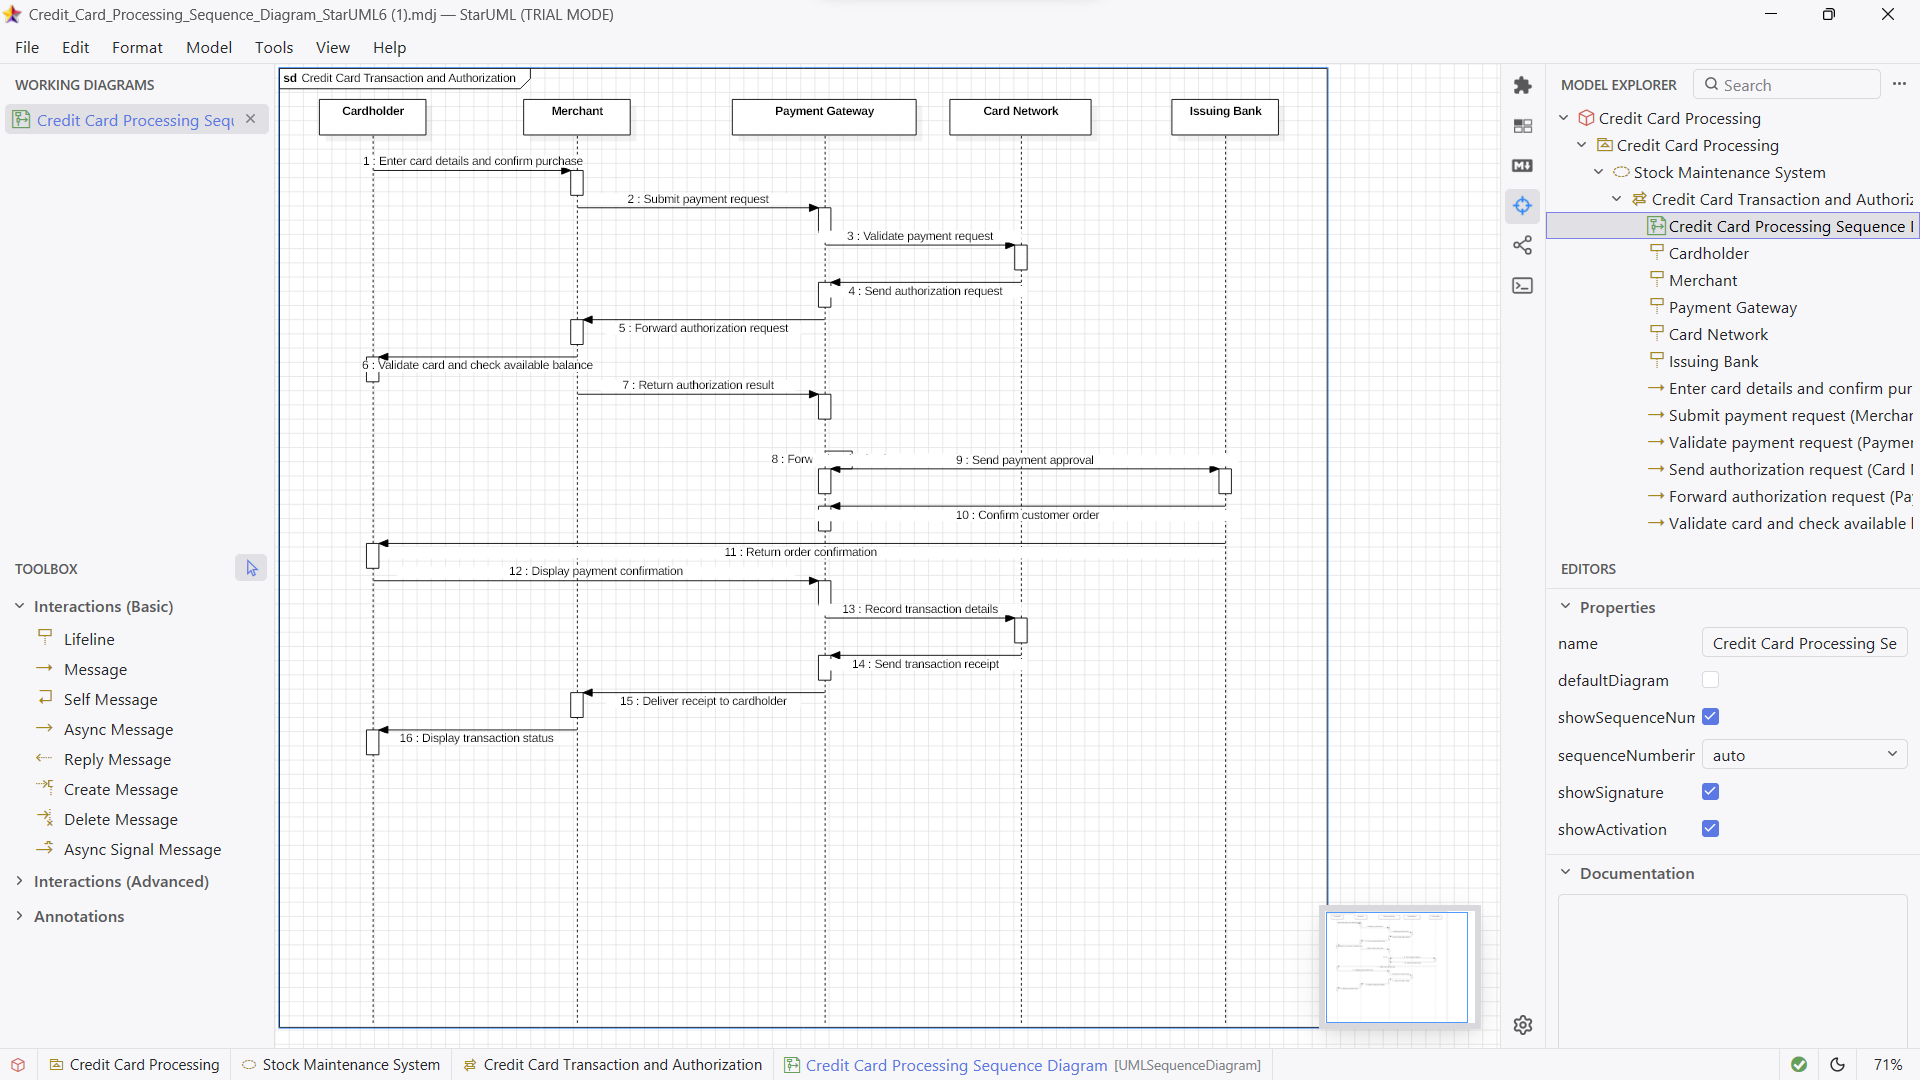 Credit_Card_Processing_Sequence_Diagram_StarUML6 (1).mdj — StarUML (TRIAL MODE)
File Edit Format Model Tools View Help
WORKING DIAGRAMS
Credit Card Processing Sequ
TOOLBOX
Interactions (Basic)
Lifeline
Message
Self Message
Async Message
Reply Message
Create Message
Delete Message
Async Signal Message
Interactions (Advanced)
Annotations
sd Credit Card Transaction and Authorization
Cardholder Merchant Payment Gateway Card Network Issuing Bank
1 : Enter card details and confirm purchase
2 : Submit payment request
3 : Validate payment request
4 : Send authorization request
5 : Forward authorization request
6 : Validate card and check available balance
7 : Return authorization result
8 : Forw
9 : Send payment approval
10 : Confirm customer order
11 : Return order confirmation
12 : Display payment confirmation
13 : Record transaction details
14 : Send transaction receipt
15 : Deliver receipt to cardholder
16 : Display transaction status
MODEL EXPLORER Search
Credit Card Processing
Credit Card Processing
Stock Maintenance System
Credit Card Transaction and Authoriz
Credit Card Processing Sequence
Cardholder
Merchant
Payment Gateway
Card Network
Issuing Bank
Enter card details and confirm pur
Submit payment request (Merchar
Validate payment request (Payme
Send authorization request (Card
Forward authorization request (Pa
Validate card and check available
EDITORS
Properties
name Credit Card Processing Se
defaultDiagram
showSequenceNum
sequenceNumberin auto
showSignature
showActivation
Documentation
Credit Card Processing Stock Maintenance System Credit Card Transaction and Authorization Credit Card Processing Sequence Diagram [UMLSequenceDiagram] 71%